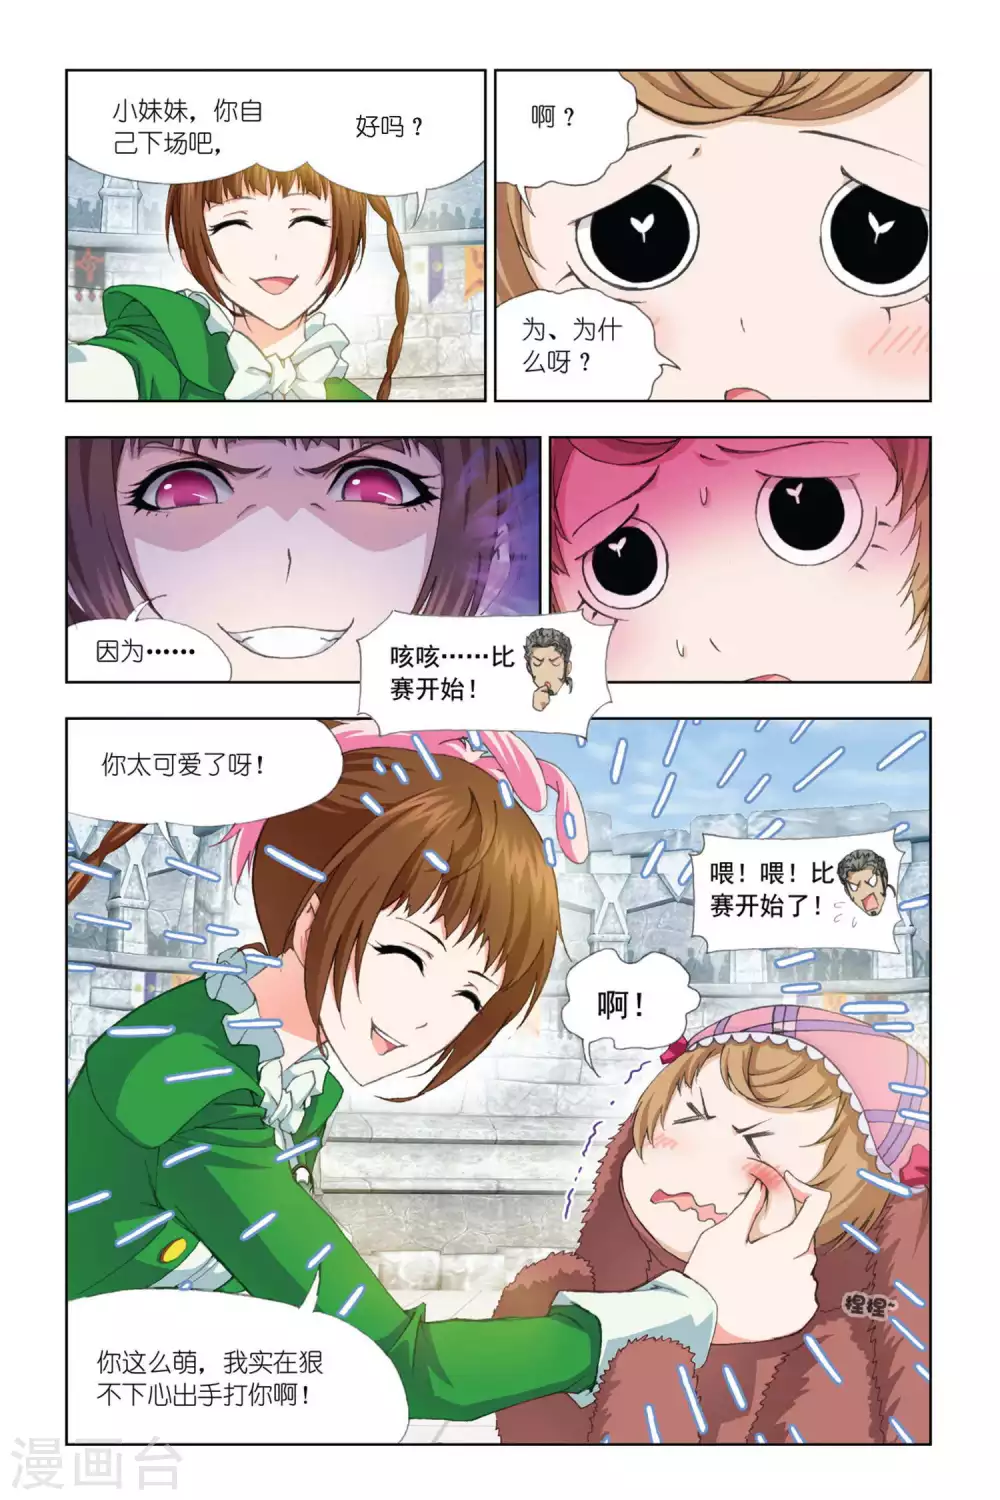 小妹妹，你自
己下场吧，
好吗？
啊？
为、为什
么呀？
因为……
咳咳……比
赛开始！
你太可爱了呀！
喂！喂！比
赛开始了！
啊！
捏捏~
你这么萌，我实在狠
不下心出手打你啊！
漫画台